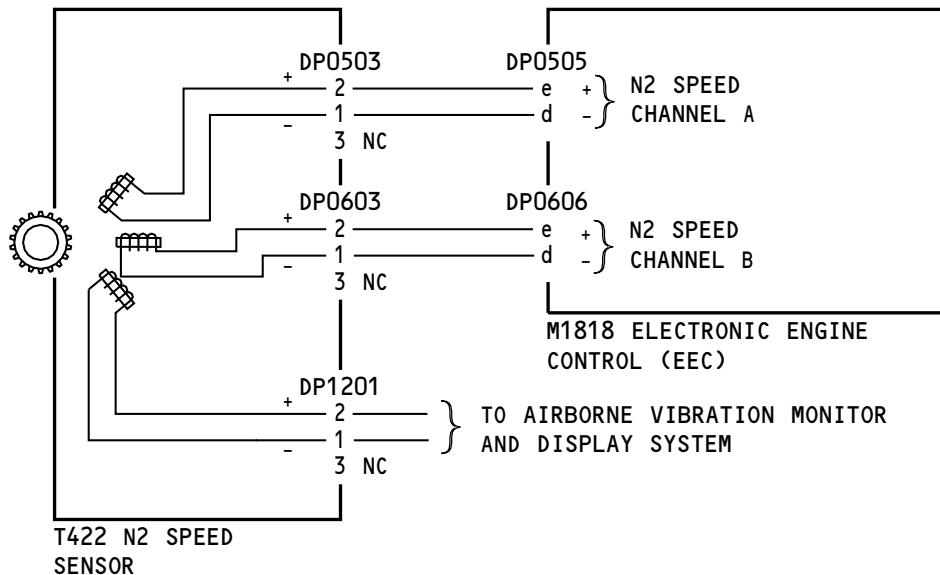 DP0503 DP0505
+ 2 e + N2 SPEED
- 1 d - CHANNEL A
3 NC
DP0603 DP0606
+ 2 e + N2 SPEED
- 1 d - CHANNEL B
3 NC
M1818 ELECTRONIC ENGINE
CONTROL (EEC)
DP1201
+ 2 TO AIRBORNE VIBRATION MONITOR
- 1 AND DISPLAY SYSTEM
3 NC
T422 N2 SPEED
SENSOR